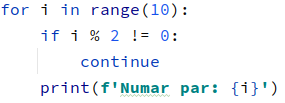 for i in range(10):
    if i % 2 != 0:
        continue
    print(f'Numar par: {i}')